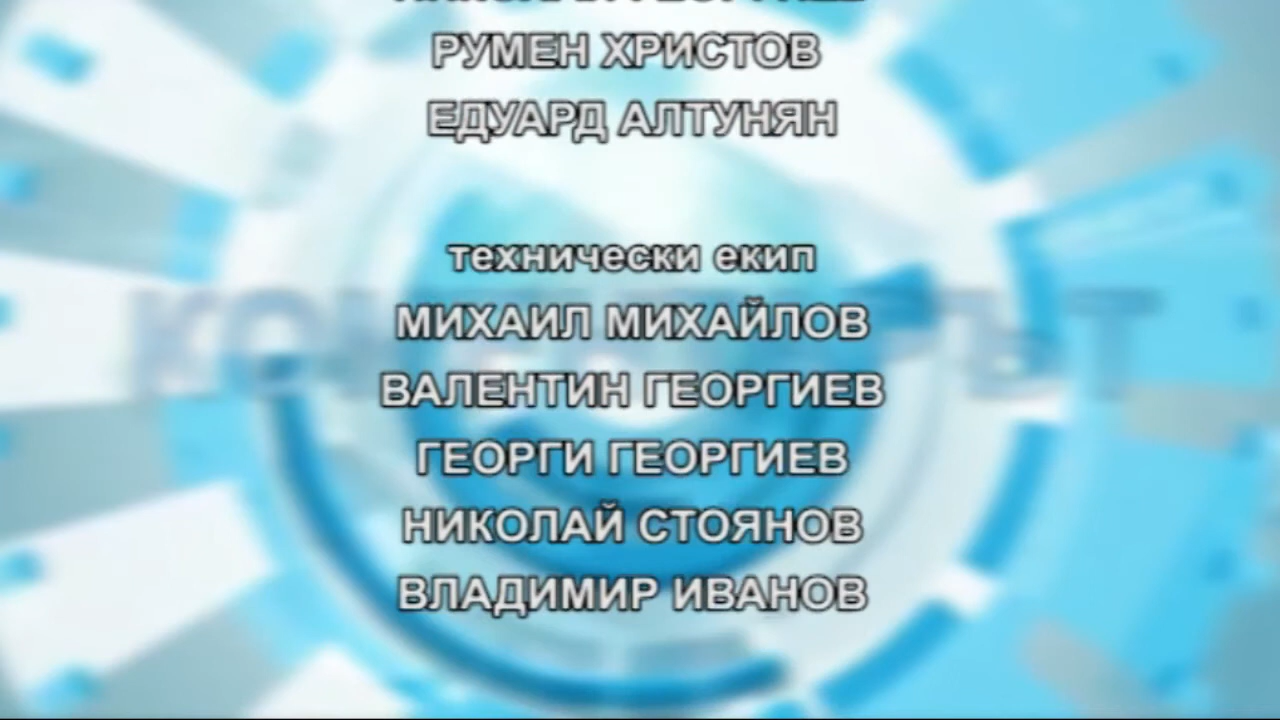 РУМЕН ХРИСТОВ
ЕДУАРД АЛТУНЯН
технически екип
МИХАИЛ МИХАЙЛОВ
ВАЛЕНТИН ГЕОРГИЕВ
ГЕОРГИ ГЕОРГИЕВ
НИКОЛАЙ СТОЯНОВ
ВЛАДИМИР ИВАНОВ